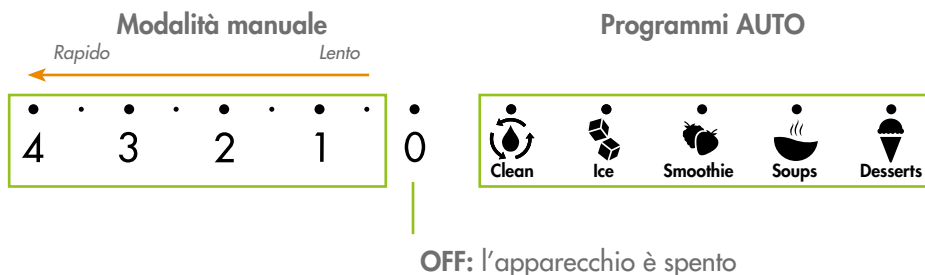 Modalità manuale Programmi AUTO
Rapido Lento
4 3 2 1 0
Clean Ice Smoothie Soups Desserts
OFF: l'apparecchio è spento